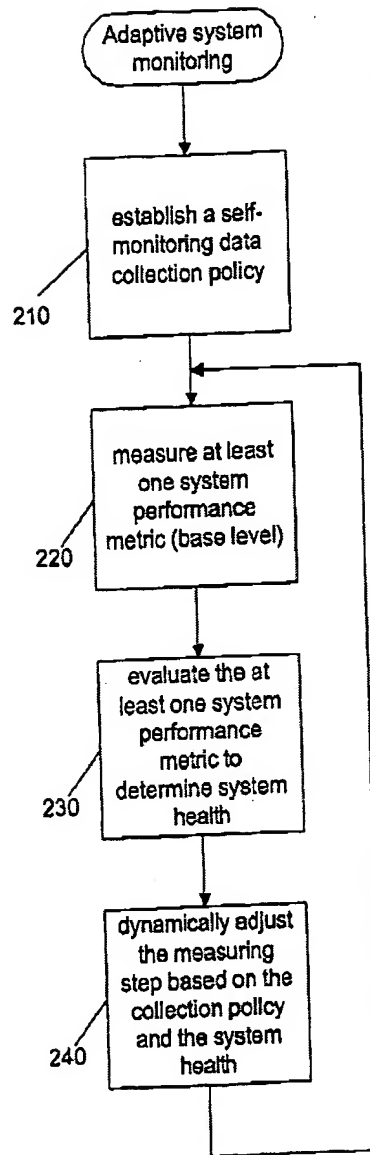 Adaptive system
monitoring
establish a self-
monitoring data
collection policy
210
measure at least
one system
performance
metric (base level)
220
evaluate the at
least one system
performance
metric to
determine system
health
230
dynamically adjust
the measuring
step based on the
collection policy
and the system
health
240